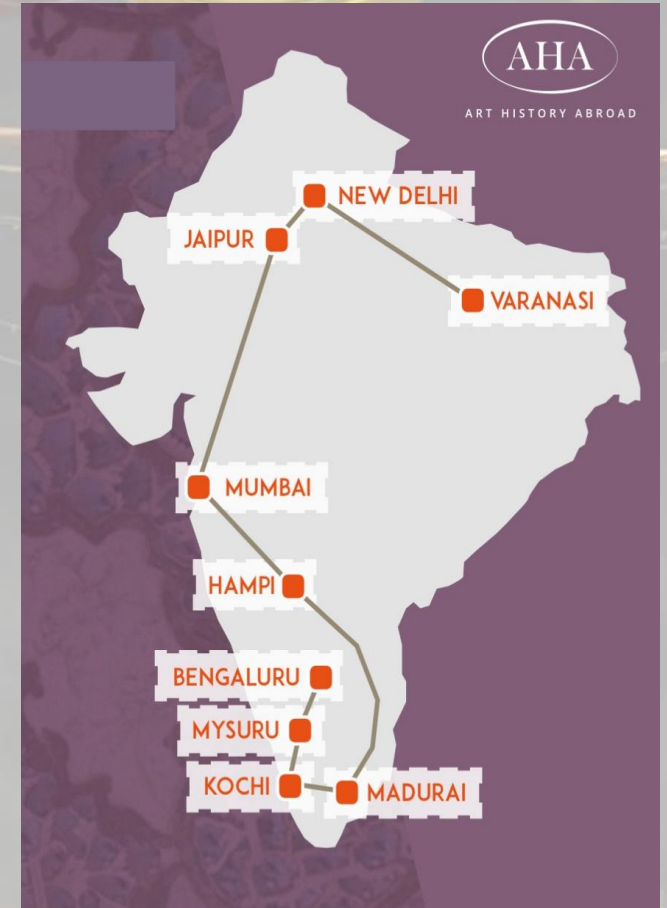 AHA
ART HISTORY ABROAD
NEW DELHI
JAIPUR
VARANASI
MUMBAI
HAMPI
BENGALURU
MYSURU
KOCHI
MADURAI